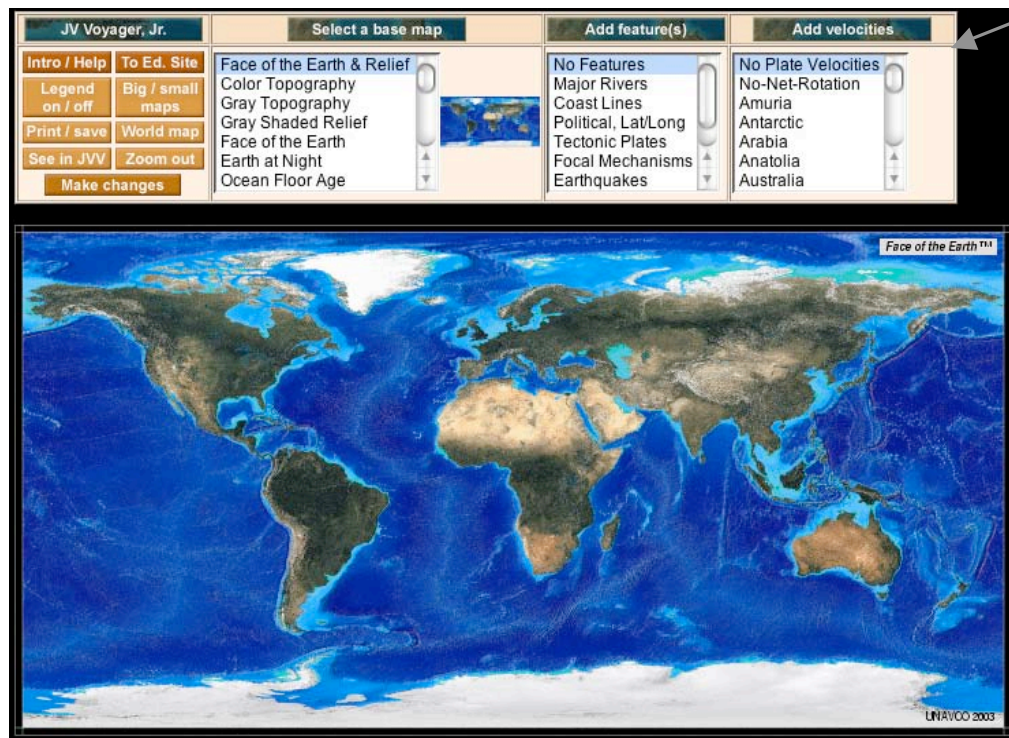 JV Voyager, Jr.
Select a base map
Add feature(s)
Add velocities
Intro / Help
To Ed. Site
Legend
on / off
Big / small
maps
Print / save
World map
See in JVV
Zoom out
Make changes
Face of the Earth & Relief
Color Topography
Gray Topography
Gray Shaded Relief
Face of the Earth
Earth at Night
Ocean Floor Age
No Features
Major Rivers
Coast Lines
Political, Lat/Long
Tectonic Plates
Focal Mechanisms
Earthquakes
No Plate Velocities
No-Net-Rotation
Amuria
Antarctic
Arabia
Anatolia
Australia
Face of the Earth™
UNAVCO 2003